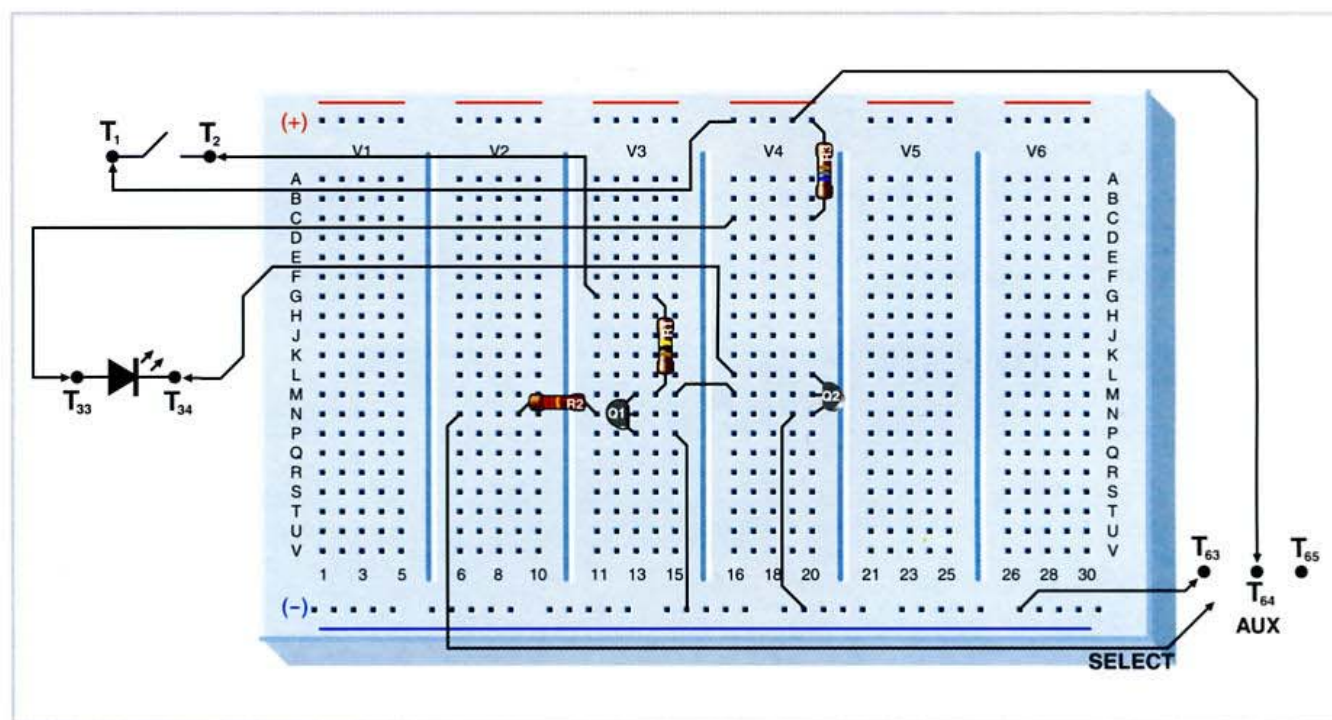 (+)
T1 T2
V1 V2 V3 V4 V5 V6
R3
A A
B B
C C
D D
E E
F F
G G
H H
J J
R1
K K
L L
T33 T34
M M
R2 Q1 Q2
N N
P P
Q Q
R R
S S
T T
U U
V V
T63 T64 T65
1 3 5 6 8 10 11 13 15 16 18 20 21 23 25 26 28 30
(-)
AUX
SELECT